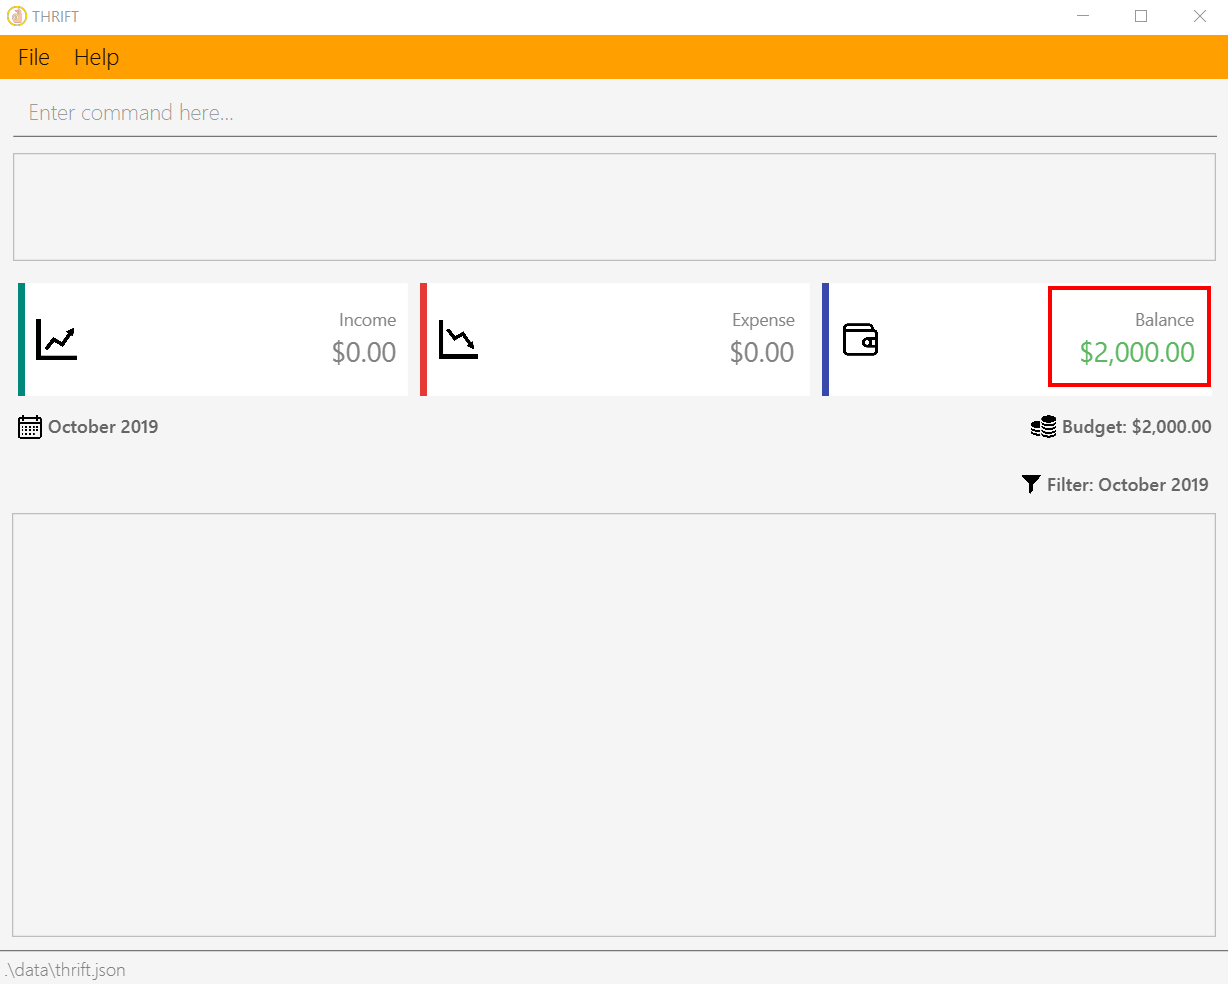 THRIFT
File Help
Enter command here...
Income
$0.00
Expense
$0.00
Balance
$2,000.00
October 2019
Budget: $2,000.00
Filter: October 2019
.\data\thrift.json